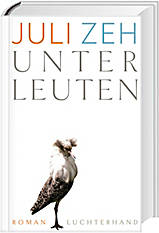 JULI ZEH
UNTER
LEUTEN
ROMAN LUCHTERHAND